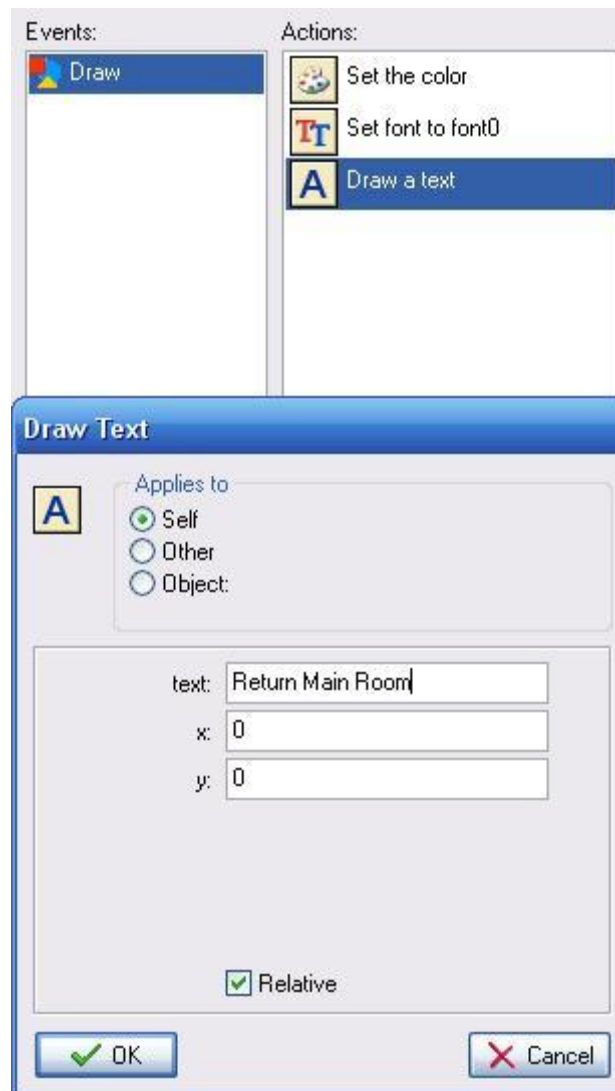 Events:
Actions:
Draw
Set the color
TT Set font to font0
A Draw a text
Draw Text
A
Applies to
Self
Other
Object:
text: Return Main Room
x: 0
y: 0
Relative
OK
Cancel